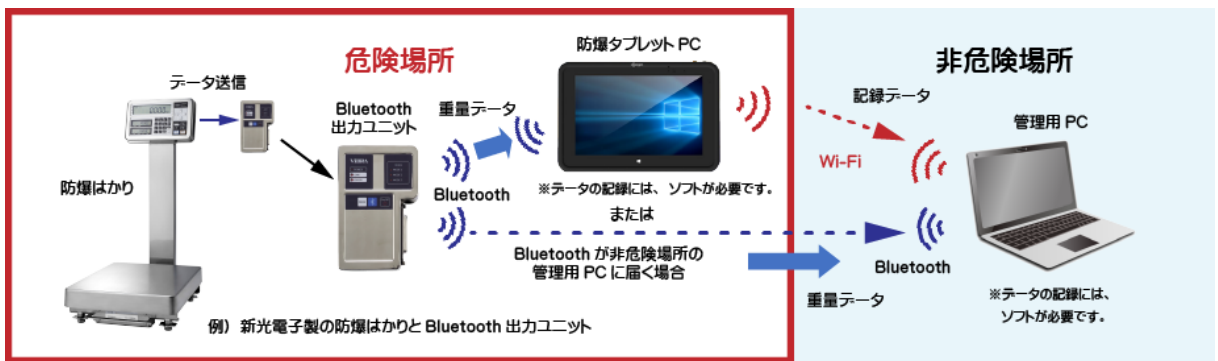 危険場所
防爆タブレット PC
非危険場所
データ送信
Bluetooth
出力ユニット
重量データ
記録データ
管理用 PC
Wi-Fi
防爆はかり
Bluetooth
※データの記録には、ソフトが必要です。
または
Bluetooth が非危険場所の
管理用 PC に届く場合
Bluetooth
重量データ
※データの記録には、
ソフトが必要です。
例）新光電子製の防爆はかりと Bluetooth 出力ユニット